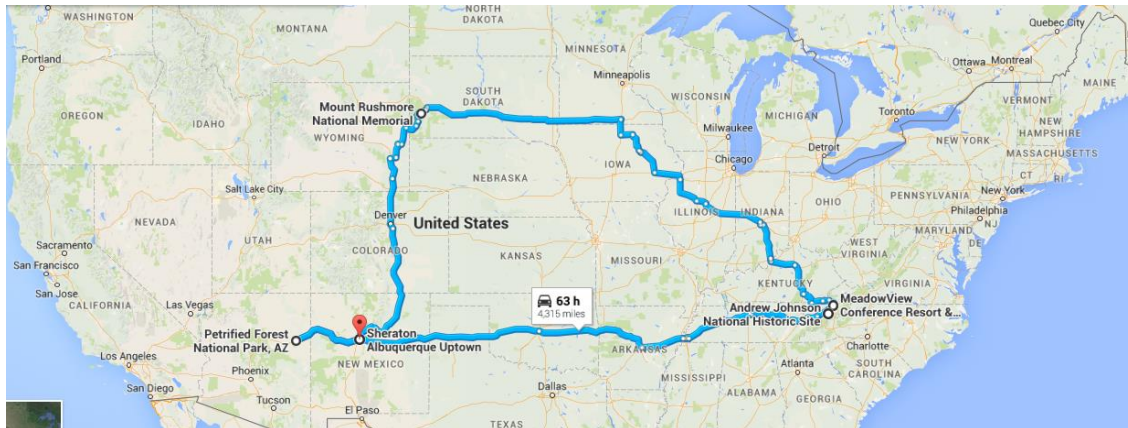 WASHINGTON
NORTH
DAKOTA
MONTANA
MINNESOTA
Quebec City
Portland
Ottawa
Montreal
MAINE
Minneapolis
SOUTH
DAKOTA
WISCONSIN
MICHIGAN
VERMONT
Mount Rushmore
National Memorial
OREGON
IDAHO
WYOMING
Toronto
NEW
HAMPSHIRE
Milwaukee
NEW YORK
MASSACHUSETTS
Detroit
Chicago
IOWA
CT
RI
NEBRASKA
Salt Lake City
PENNSYLVANIA
New York
OHIO
ILLINOIS
INDIANA
Philadelphia
NEVADA
Denver
United States
NJ
MARYLAND
DE
Sacramento
UTAH
COLORADO
KANSAS
MISSOURI
WEST
VIRGINIA
San Francisco
San Jose
KENTUCKY
VIRGINIA
CALIFORNIA
Las Vegas
63 h
4,315 miles
MeadowView
Conference Resort &...
Andrew Johnson
National Historic Site
Petrified Forest
National Park, AZ
Sheraton
Albuquerque Uptown
Charlotte
ARKANSAS
Los Angeles
Phoenix
NEW MEXICO
Atlanta
SOUTH
CAROLINA
San Diego
Tucson
Dallas
MISSISSIPPI
ALABAMA
GEORGIA
El Paso
TEXAS